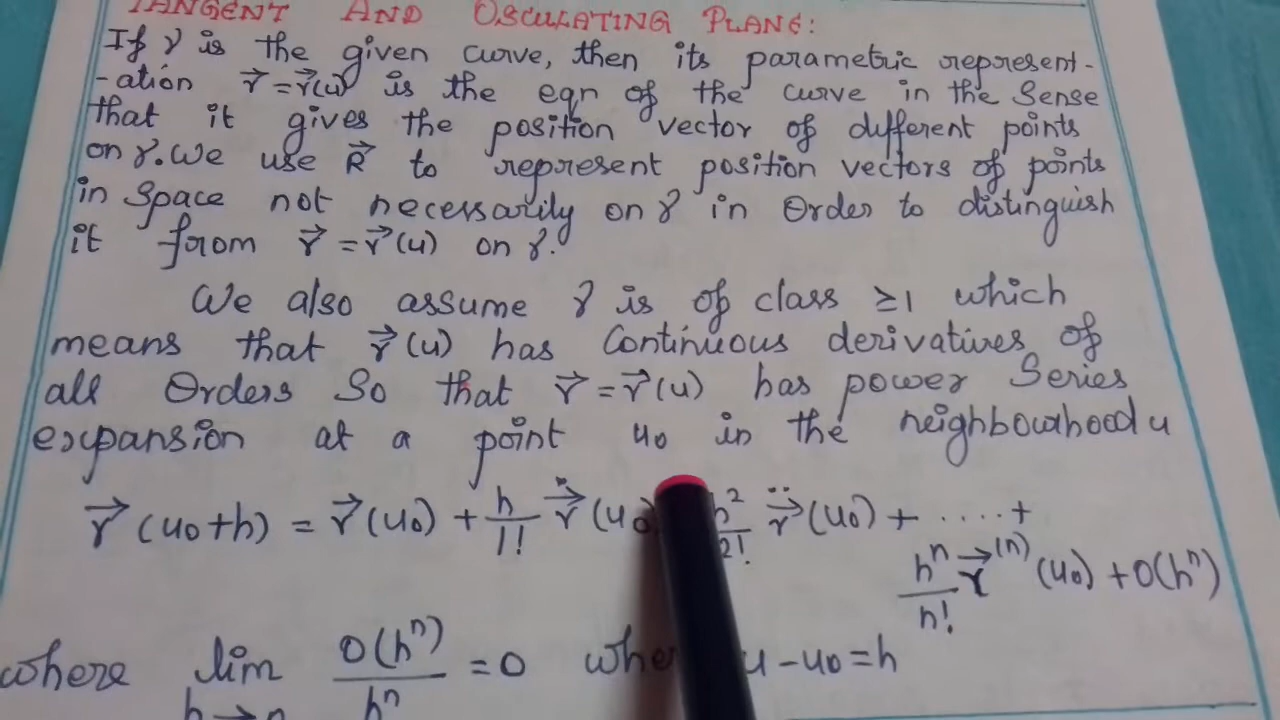 TANGENT AND OSCULATING PLANE:
If γ is the given curve, then its parametric represent-
-ation r⃗ = r⃗(u) is the eqn of the curve in the Sense
that it gives the position vector of different points
on γ. We use R⃗ to represent position vectors of points
in Space not necessarily on γ in Order to distinguish
it from r⃗ = r⃗(u) on γ.
We also assume γ is of class ≥1 which
means that r⃗(u) has Continuous derivatives of
all Orders So that r⃗ = r⃗(u) has power Series
expansion at a point u₀ in the neighbourhood u
r⃗(u₀+h) = r⃗(u₀) + h/1! ṙ⃗(u₀) h²/2! r̈⃗(u₀) + ....+
hⁿ/n! r⃗⁽ⁿ⁾(u₀) + O(hⁿ)
where lim O(hⁿ)/hⁿ = 0 u - u₀ = h